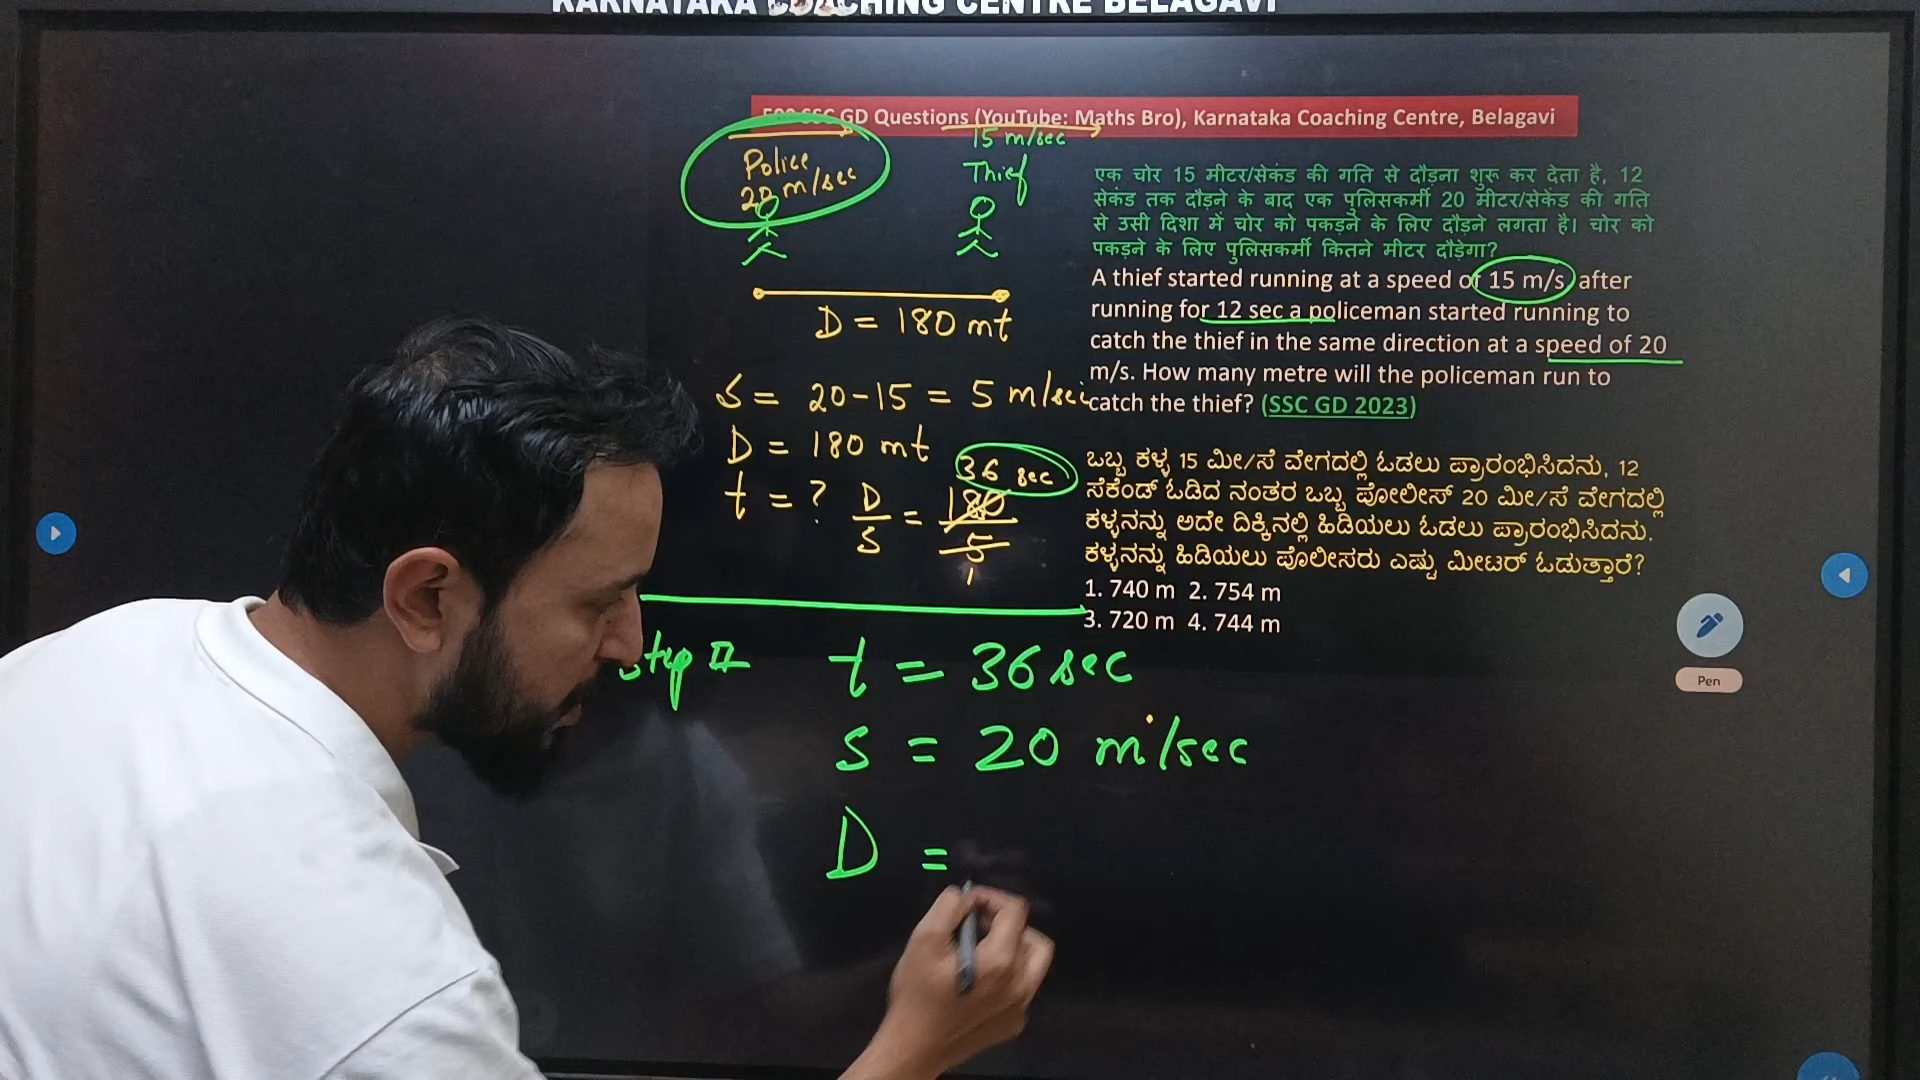 KARNATAKA COACHING CENTRE BELAGAVI
500 SSC GD Questions (YouTube: Maths Bro), Karnataka Coaching Centre, Belagavi
15 m/sec
Police Thief
20 m/sec
D = 180 mt
S = 20-15 = 5 m/sec
D = 180 mt
36 sec
t = ? D/S = 180/5
1
एक चोर 15 मीटर/सेकंड की गति से दौड़ना शुरू कर देता है, 12
सेकंड तक दौड़ने के बाद एक पुलिसकर्मी 20 मीटर/सेकेंड की गति
से उसी दिशा में चोर को पकड़ने के लिए दौड़ने लगता है। चोर को
पकड़ने के लिए पुलिसकर्मी कितने मीटर दौड़ेगा?
A thief started running at a speed of 15 m/s after
running for 12 sec a policeman started running to
catch the thief in the same direction at a speed of 20
m/s. How many metre will the policeman run to
catch the thief? (SSC GD 2023)
ಒಬ್ಬ ಕಳ್ಳ 15 ಮೀ/ಸೆ ವೇಗದಲ್ಲಿ ಓಡಲು ಪ್ರಾರಂಭಿಸಿದನು, 12
ಸೆಕೆಂಡ್ ಓಡಿದ ನಂತರ ಒಬ್ಬ ಪೋಲೀಸ್ 20 ಮೀ/ಸೆ ವೇಗದಲ್ಲಿ
ಕಳ್ಳನನ್ನು ಅದೇ ದಿಕ್ಕಿನಲ್ಲಿ ಹಿಡಿಯಲು ಓಡಲು ಪ್ರಾರಂಭಿಸಿದನು.
ಕಳ್ಳನನ್ನು ಹಿಡಿಯಲು ಪೊಲೀಸರು ಎಷ್ಟು ಮೀಟರ್ ಓಡುತ್ತಾರೆ?
1. 740 m 2. 754 m
3. 720 m 4. 744 m
Step II t = 36 sec
S = 20 m/sec
D =
Pen